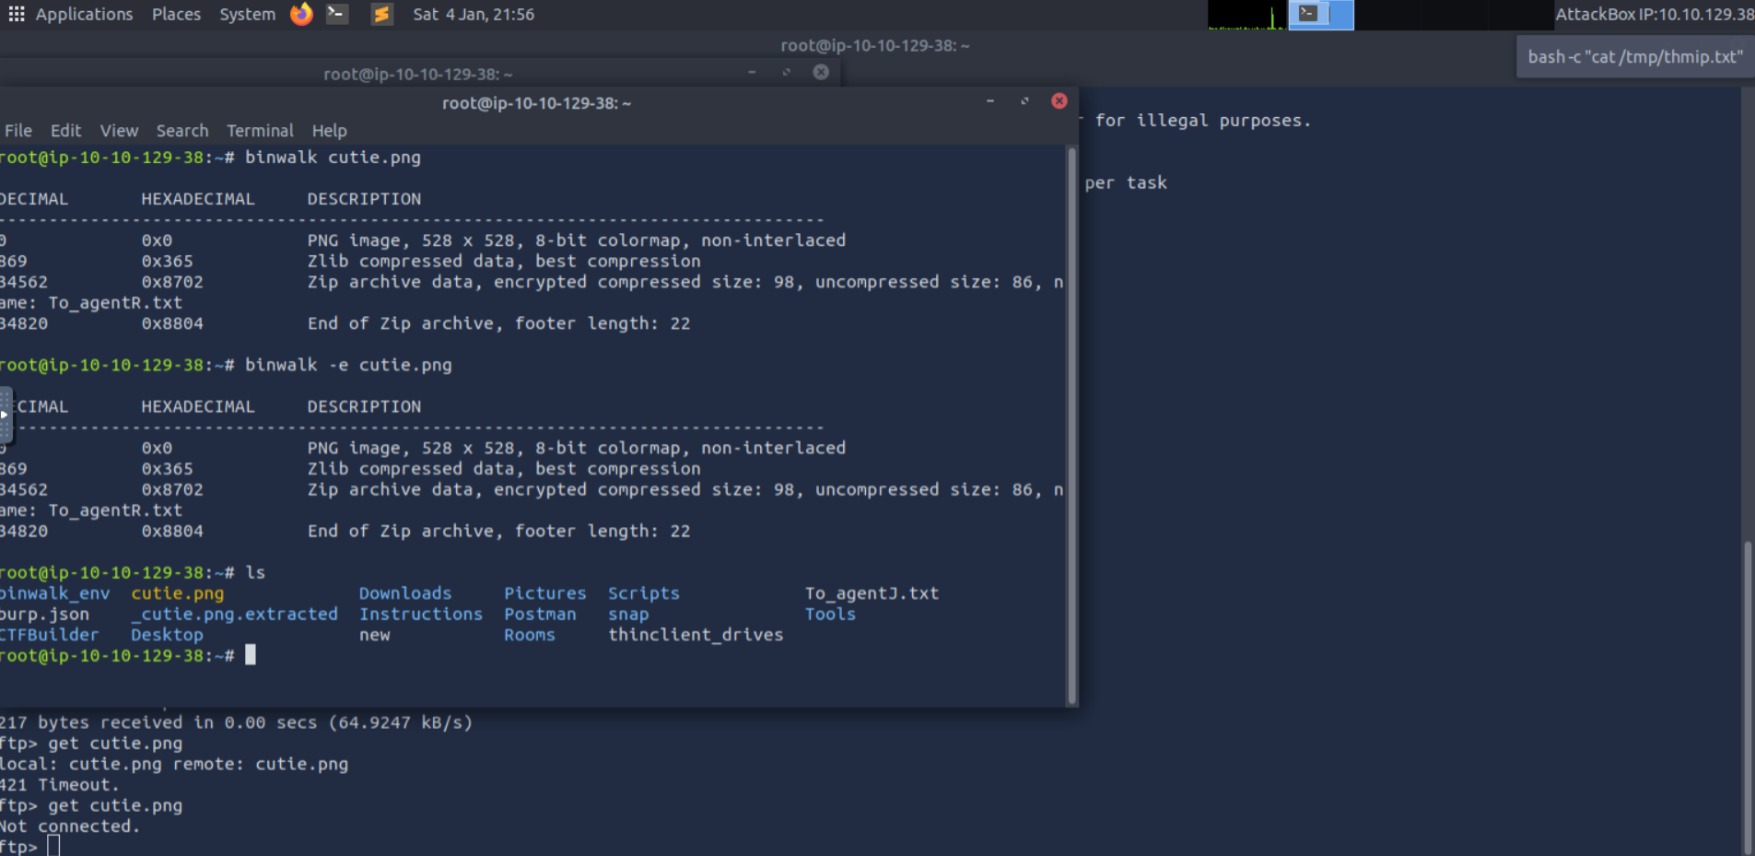 Applications Places System Sat 4 Jan, 21:56 AttackBox IP:10.10.129.38
root@ip-10-10-129-38: ~
bash -c "cat /tmp/thmip.txt"
root@ip-10-10-129-38: ~
root@ip-10-10-129-38: ~
File Edit View Search Terminal Help
for illegal purposes.
per task
root@ip-10-10-129-38:~# binwalk cutie.png
DECIMAL HEXADECIMAL DESCRIPTION
--------------------------------------------------------------------------------
0 0x0 PNG image, 528 x 528, 8-bit colormap, non-interlaced
869 0x365 Zlib compressed data, best compression
34562 0x8702 Zip archive data, encrypted compressed size: 98, uncompressed size: 86, n
ame: To_agentR.txt
34820 0x8804 End of Zip archive, footer length: 22
root@ip-10-10-129-38:~# binwalk -e cutie.png
ECIMAL HEXADECIMAL DESCRIPTION
--------------------------------------------------------------------------------
0 0x0 PNG image, 528 x 528, 8-bit colormap, non-interlaced
869 0x365 Zlib compressed data, best compression
34562 0x8702 Zip archive data, encrypted compressed size: 98, uncompressed size: 86, n
ame: To_agentR.txt
34820 0x8804 End of Zip archive, footer length: 22
root@ip-10-10-129-38:~# ls
binwalk_env cutie.png Downloads Pictures Scripts To_agentJ.txt
burp.json _cutie.png.extracted Instructions Postman snap Tools
CTFBuilder Desktop new Rooms thinclient_drives
root@ip-10-10-129-38:~#
217 bytes received in 0.00 secs (64.9247 kB/s)
ftp> get cutie.png
local: cutie.png remote: cutie.png
421 Timeout.
ftp> get cutie.png
Not connected.
ftp>